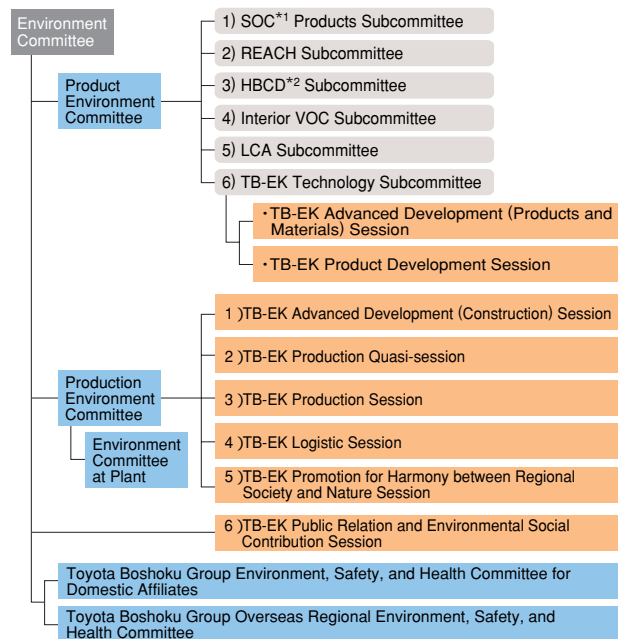 Environment
Committee
Product
Environment
Committee
1) SOC*1 Products Subcommittee
2) REACH Subcommittee
3) HBCD*2 Subcommittee
4) Interior VOC Subcommittee
5) LCA Subcommittee
6) TB-EK Technology Subcommittee
・TB-EK Advanced Development (Products and
Materials) Session
・TB-EK Product Development Session
Production
Environment
Committee
Environment
Committee
at Plant
1 )TB-EK Advanced Development (Construction) Session
2 )TB-EK Production Quasi-session
3 )TB-EK Production Session
4 )TB-EK Logistic Session
5 )TB-EK Promotion for Harmony between Regional
Society and Nature Session
6 )TB-EK Public Relation and Environmental Social
Contribution Session
Toyota Boshoku Group Environment, Safety, and Health Committee for
Domestic Affiliates
Toyota Boshoku Group Overseas Regional Environment, Safety, and
Health Committee